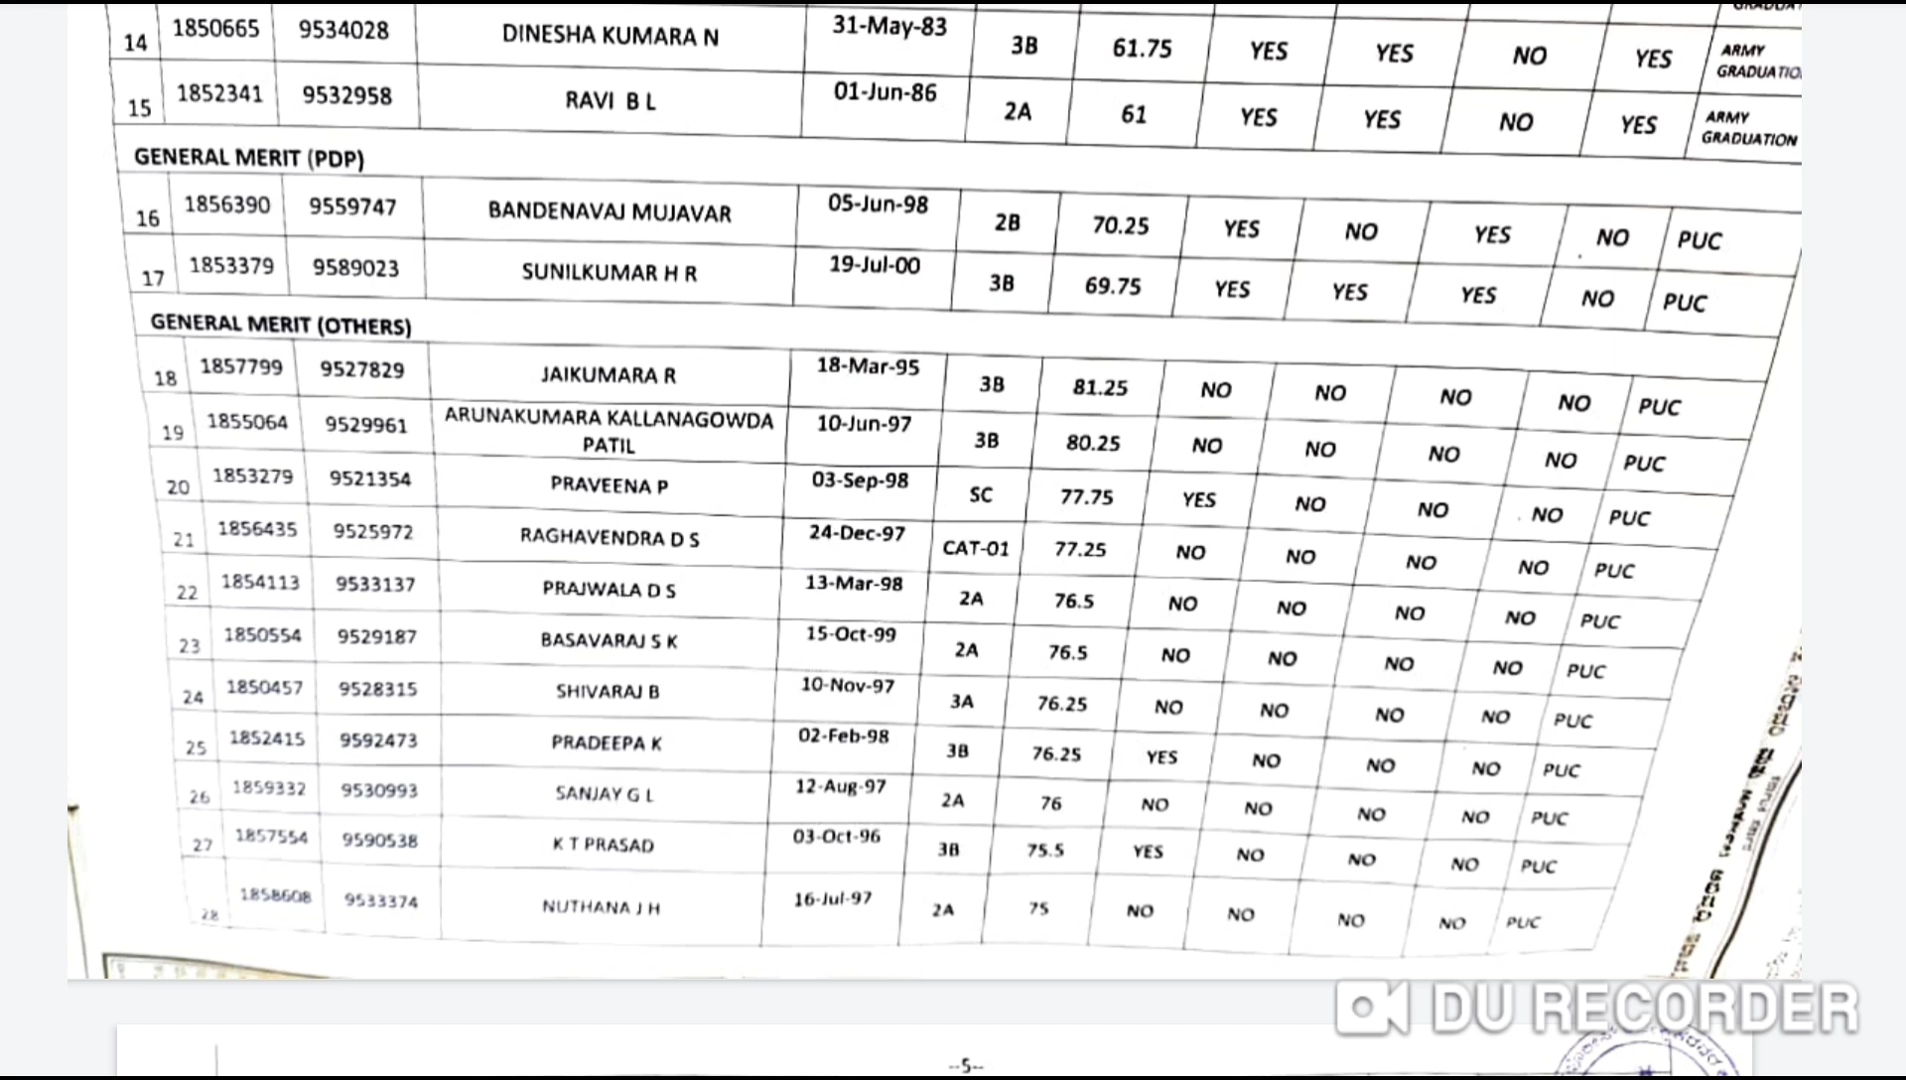 GRADUATI
14 1850665 9534028 DINESHA KUMARA N 31-May-83 3B 61.75 YES YES NO YES ARMY GRADUATIO
15 1852341 9532958 RAVI B L 01-Jun-86 2A 61 YES YES NO YES ARMY GRADUATION
GENERAL MERIT (PDP)
16 1856390 9559747 BANDENAVAJ MUJAVAR 05-Jun-98 2B 70.25 YES NO YES NO PUC
17 1853379 9589023 SUNILKUMAR H R 19-Jul-00 3B 69.75 YES YES YES NO PUC
GENERAL MERIT (OTHERS)
18 1857799 9527829 JAIKUMARA R 18-Mar-95 3B 81.25 NO NO NO NO PUC
19 1855064 9529961 ARUNAKUMARA KALLANAGOWDA PATIL 10-Jun-97 3B 80.25 NO NO NO NO PUC
20 1853279 9521354 PRAVEENA P 03-Sep-98 SC 77.75 YES NO NO NO PUC
21 1856435 9525972 RAGHAVENDRA D S 24-Dec-97 CAT-01 77.25 NO NO NO NO PUC
22 1854113 9533137 PRAJWALA D S 13-Mar-98 2A 76.5 NO NO NO NO PUC
23 1850554 9529187 BASAVARAJ S K 15-Oct-99 2A 76.5 NO NO NO NO PUC
24 1850457 9528315 SHIVARAJ B 10-Nov-97 3A 76.25 NO NO NO NO PUC
25 1852415 9592473 PRADEEPA K 02-Feb-98 3B 76.25 YES NO NO NO PUC
26 1859332 9530993 SANJAY G L 12-Aug-97 2A 76 NO NO NO NO PUC
27 1857554 9590538 K T PRASAD 03-Oct-96 3B 75.5 YES NO NO NO PUC
28 1858608 9533374 NUTHANA J H 16-Jul-97 2A 75 NO NO NO NO PUC
DU RECORDER
--5--